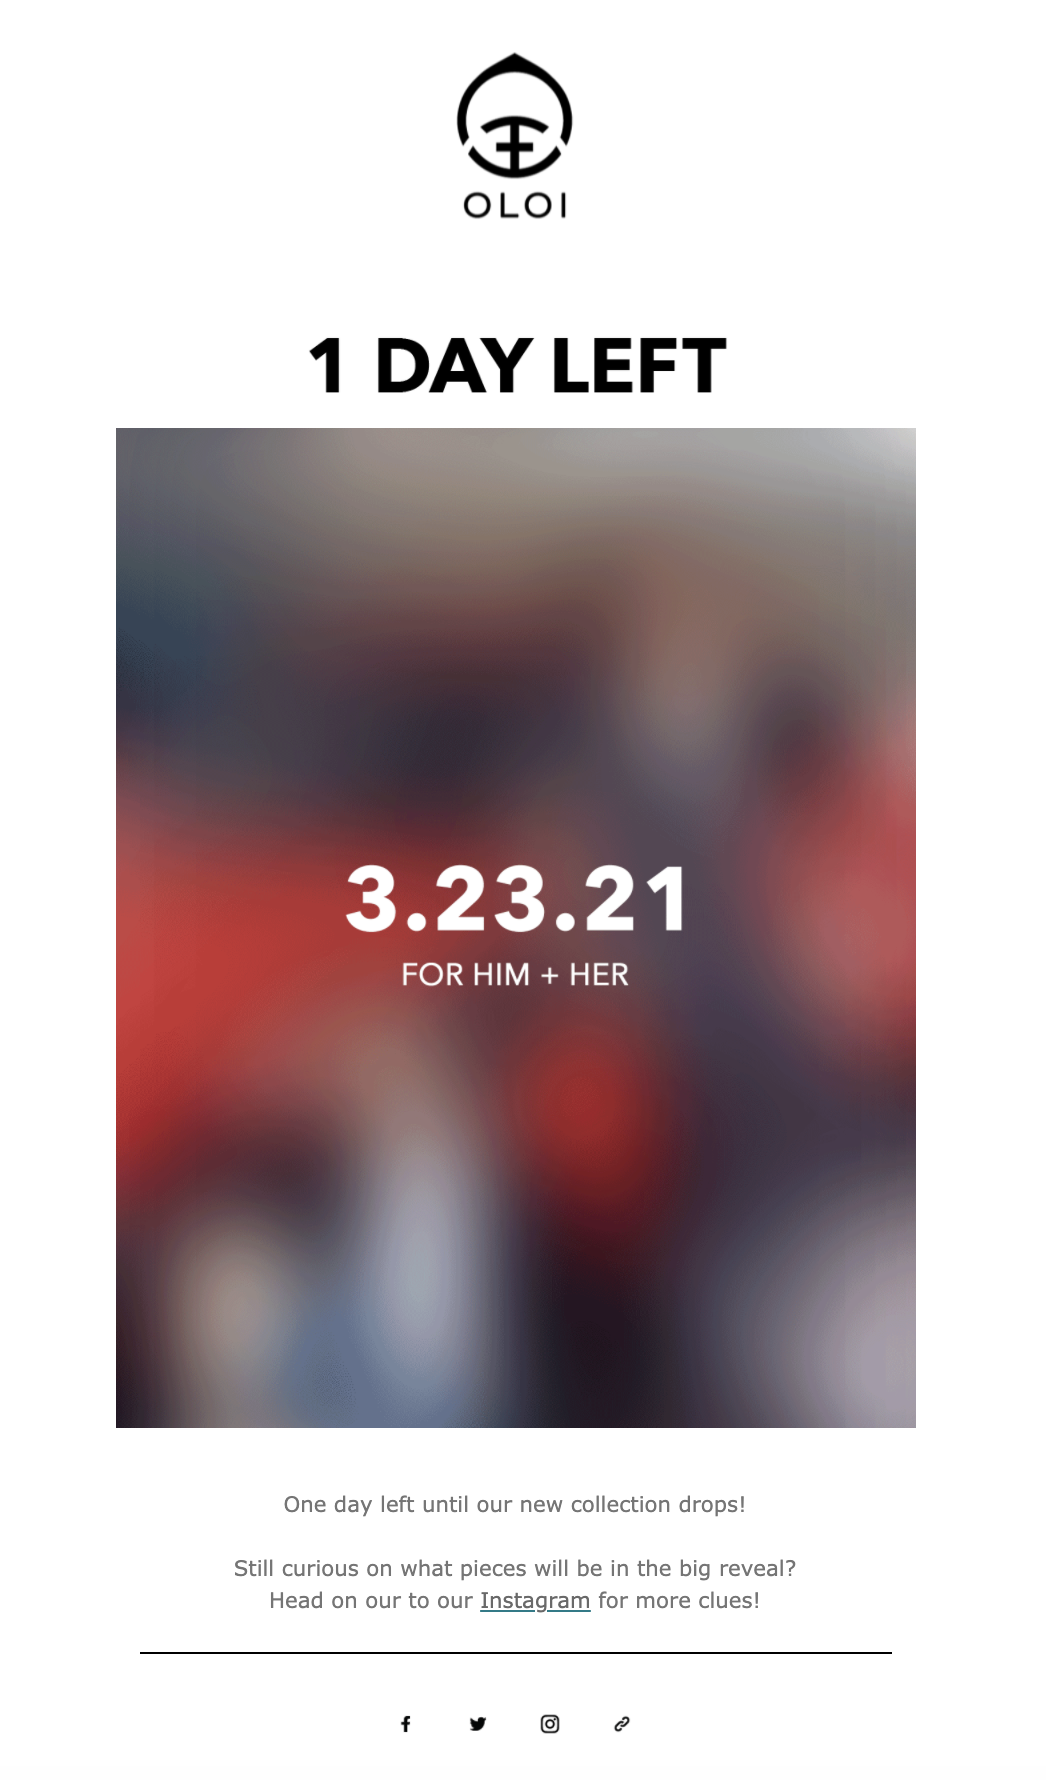 OLOI
1 DAY LEFT
3.23.21
FOR HIM + HER
One day left until our new collection drops!
Still curious on what pieces will be in the big reveal?
Head on our to our Instagram for more clues!